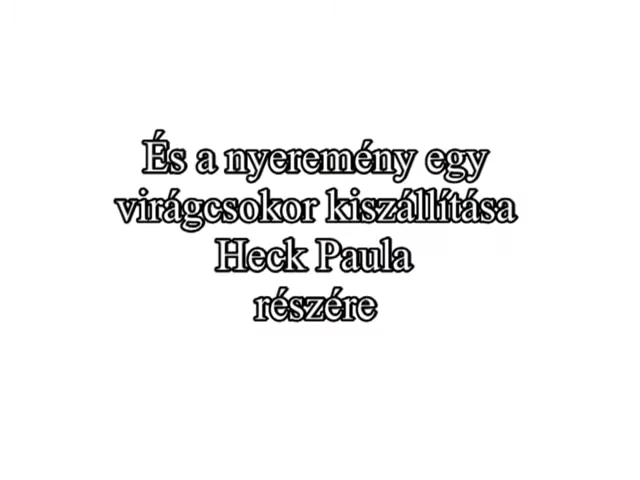 És a nyeremény egy
virágcsokor kiszállítása
Heck Paula
részére